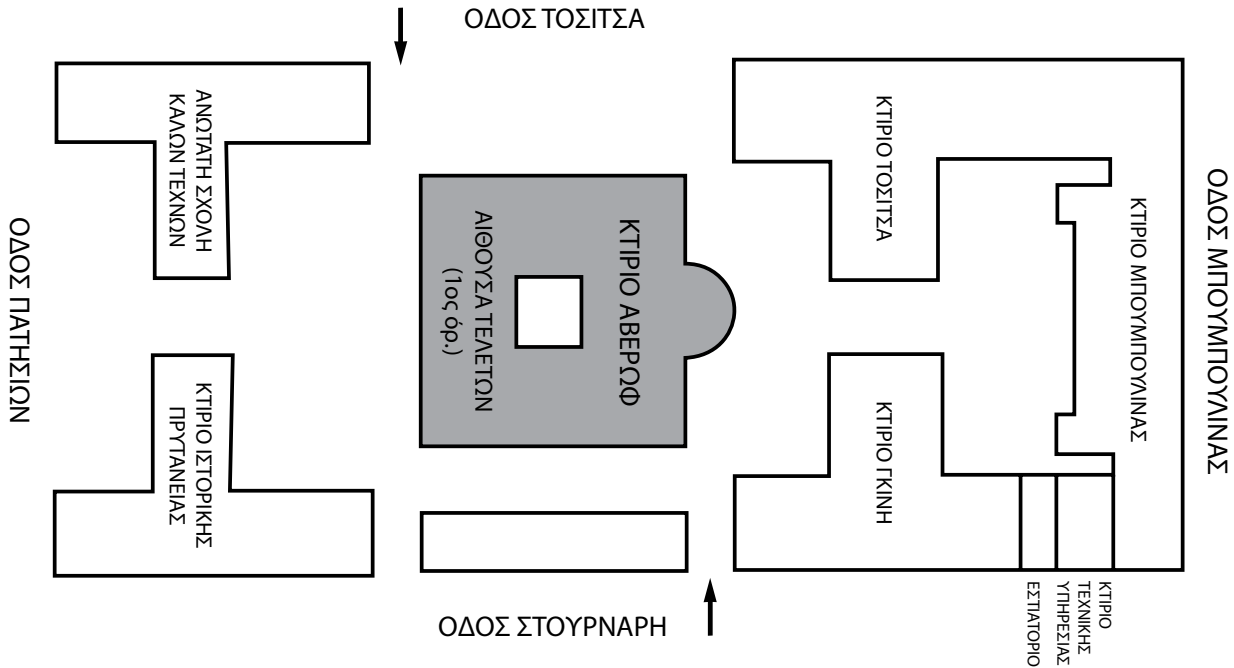 ΟΔΟΣ ΤΟΣΙΤΣΑ
ΟΔΟΣ ΠΑΤΗΣΙΩΝ
ΑΝΩΤΑΤΗ ΣΧΟΛΗ
ΚΑΛΩΝ ΤΕΧΝΩΝ
ΚΤΙΡΙΟ ΙΣΤΟΡΙΚΗΣ
ΠΡΥΤΑΝΕΙΑΣ
ΚΤΙΡΙΟ ΑΒΕΡΩΦ
ΑΙΘΟΥΣΑ ΤΕΛΕΤΩΝ
(1ος όρ.)
ΚΤΙΡΙΟ ΤΟΣΙΤΣΑ
ΚΤΙΡΙΟ ΓΚΙΝΗ
ΚΤΙΡΙΟ ΜΠΟΥΜΠΟΥΛΙΝΑΣ
ΟΔΟΣ ΜΠΟΥΜΠΟΥΛΙΝΑΣ
ΚΤΙΡΙΟ
ΤΕΧΝΙΚΗΣ
ΥΠΗΡΕΣΙΑΣ
ΕΣΤΙΑΤΟΡΙΟ
ΟΔΟΣ ΣΤΟΥΡΝΑΡΗ